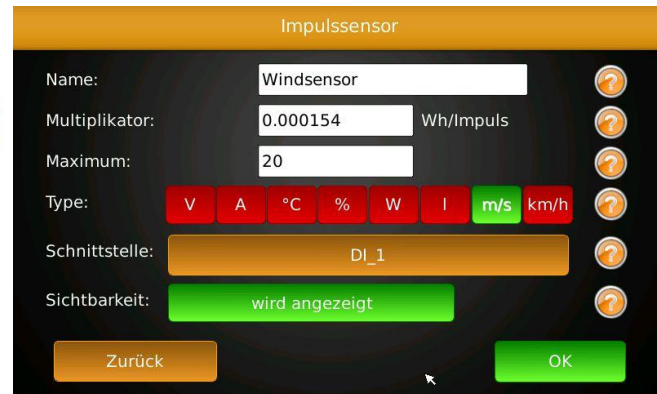 Impulssensor
Name: Windsensor ?
Multiplikator: 0.000154 Wh/Impuls ?
Maximum: 20 ?
Type: V A °C % W l m/s km/h ?
Schnittstelle: DI_1 ?
Sichtbarkeit: wird angezeigt ?
Zurück OK